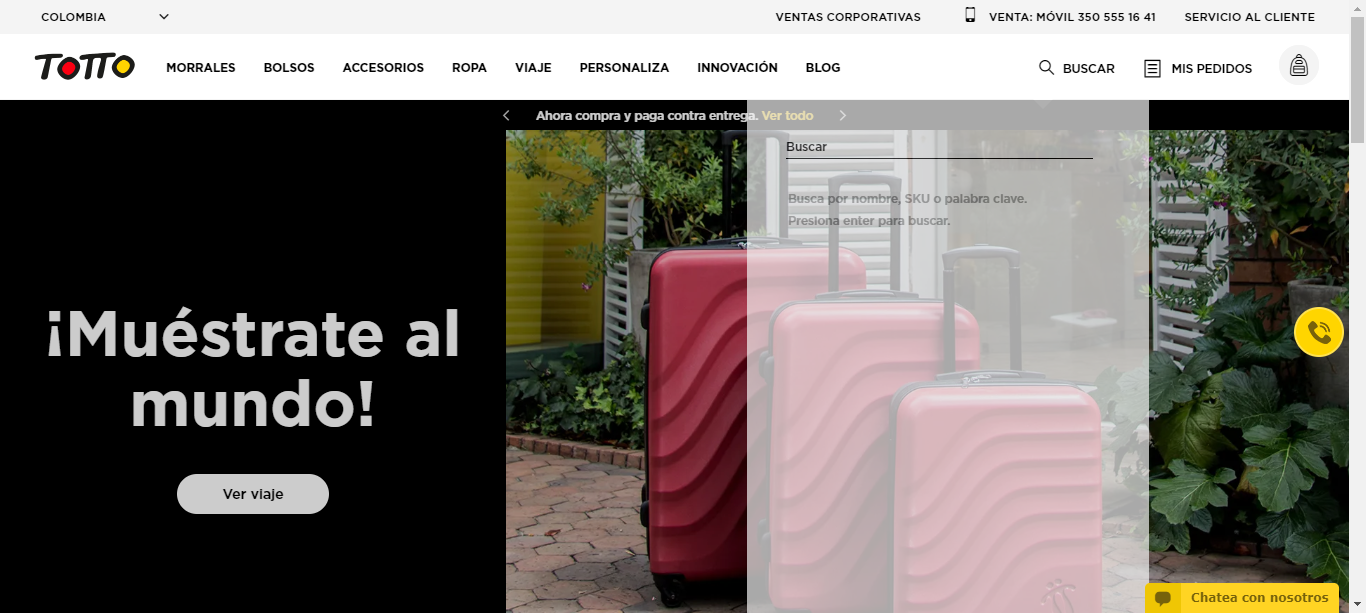 COLOMBIA
VENTAS CORPORATIVAS
VENTA: MÓVIL 350 555 16 41
SERVICIO AL CLIENTE
TOTTO
MORRALES
BOLSOS
ACCESORIOS
ROPA
VIAJE
PERSONALIZA
INNOVACIÓN
BLOG
BUSCAR
MIS PEDIDOS
Ahora compra y paga contra entrega. Ver todo
Buscar
Busca por nombre, SKU o palabra clave.
Presiona enter para buscar.
¡Muéstrate al
mundo!
Ver viaje
Chatea con nosotros